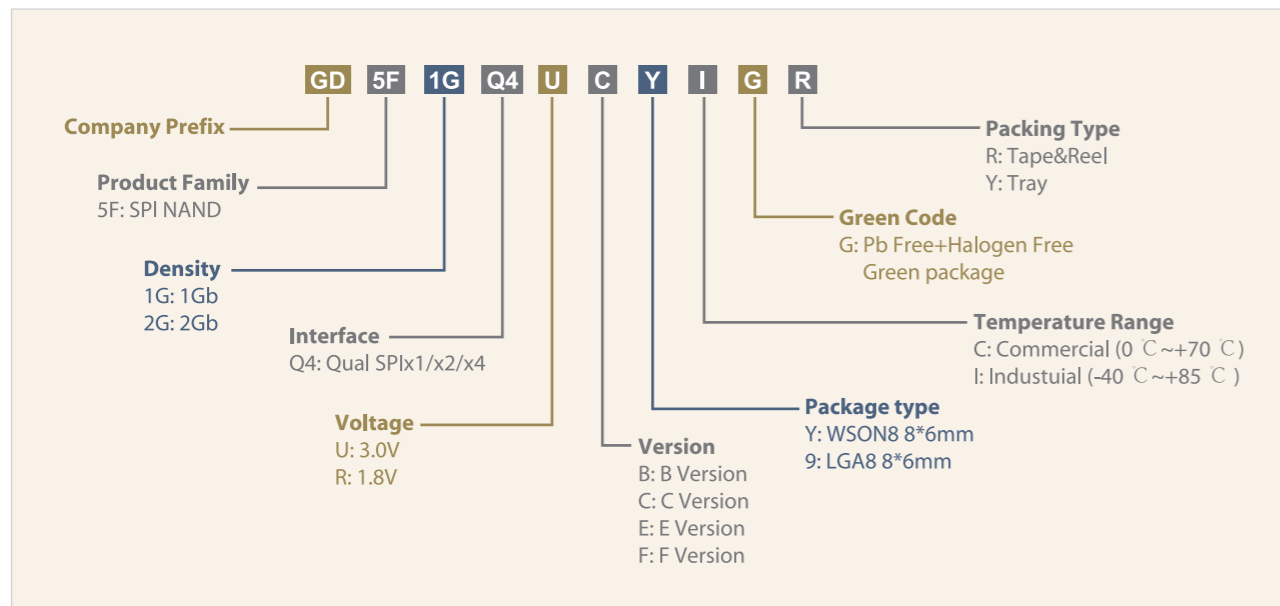 GD 5F 1G Q4 U C Y I G R
Company Prefix
Product Family
5F: SPI NAND
Density
1G: 1Gb
2G: 2Gb
Interface
Q4: Qual SPIx1/x2/x4
Voltage
U: 3.0V
R: 1.8V
Version
B: B Version
C: C Version
E: E Version
F: F Version
Package type
Y: WSON8 8*6mm
9: LGA8 8*6mm
Temperature Range
C: Commercial (0 ℃~+70 ℃)
I: Industuial (-40 ℃~+85 ℃ )
Green Code
G: Pb Free+Halogen Free
Green package
Packing Type
R: Tape&Reel
Y: Tray